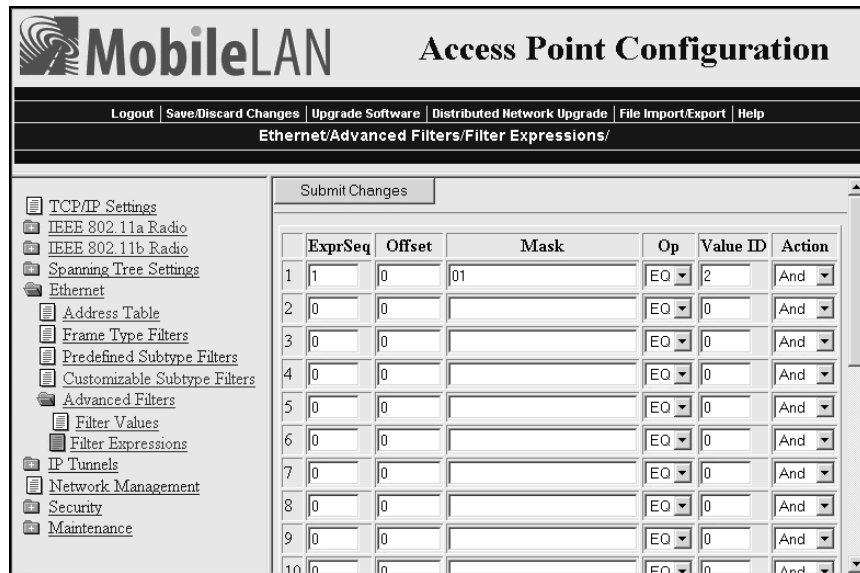 MobileLAN
Access Point Configuration
Logout | Save/Discard Changes | Upgrade Software | Distributed Network Upgrade | File Import/Export | Help
Ethernet/Advanced Filters/Filter Expressions/
TCP/IP Settings
IEEE 802.11a Radio
IEEE 802.11b Radio
Spanning Tree Settings
Ethernet
Address Table
Frame Type Filters
Predefined Subtype Filters
Customizable Subtype Filters
Advanced Filters
Filter Values
Filter Expressions
IP Tunnels
Network Management
Security
Maintenance
Submit Changes
ExprSeq Offset Mask Op Value ID Action
1 1 0 01 EQ 2 And
2 0 0 EQ 0 And
3 0 0 EQ 0 And
4 0 0 EQ 0 And
5 0 0 EQ 0 And
6 0 0 EQ 0 And
7 0 0 EQ 0 And
8 0 0 EQ 0 And
9 0 0 EQ 0 And
10 0 0 EQ 0 And